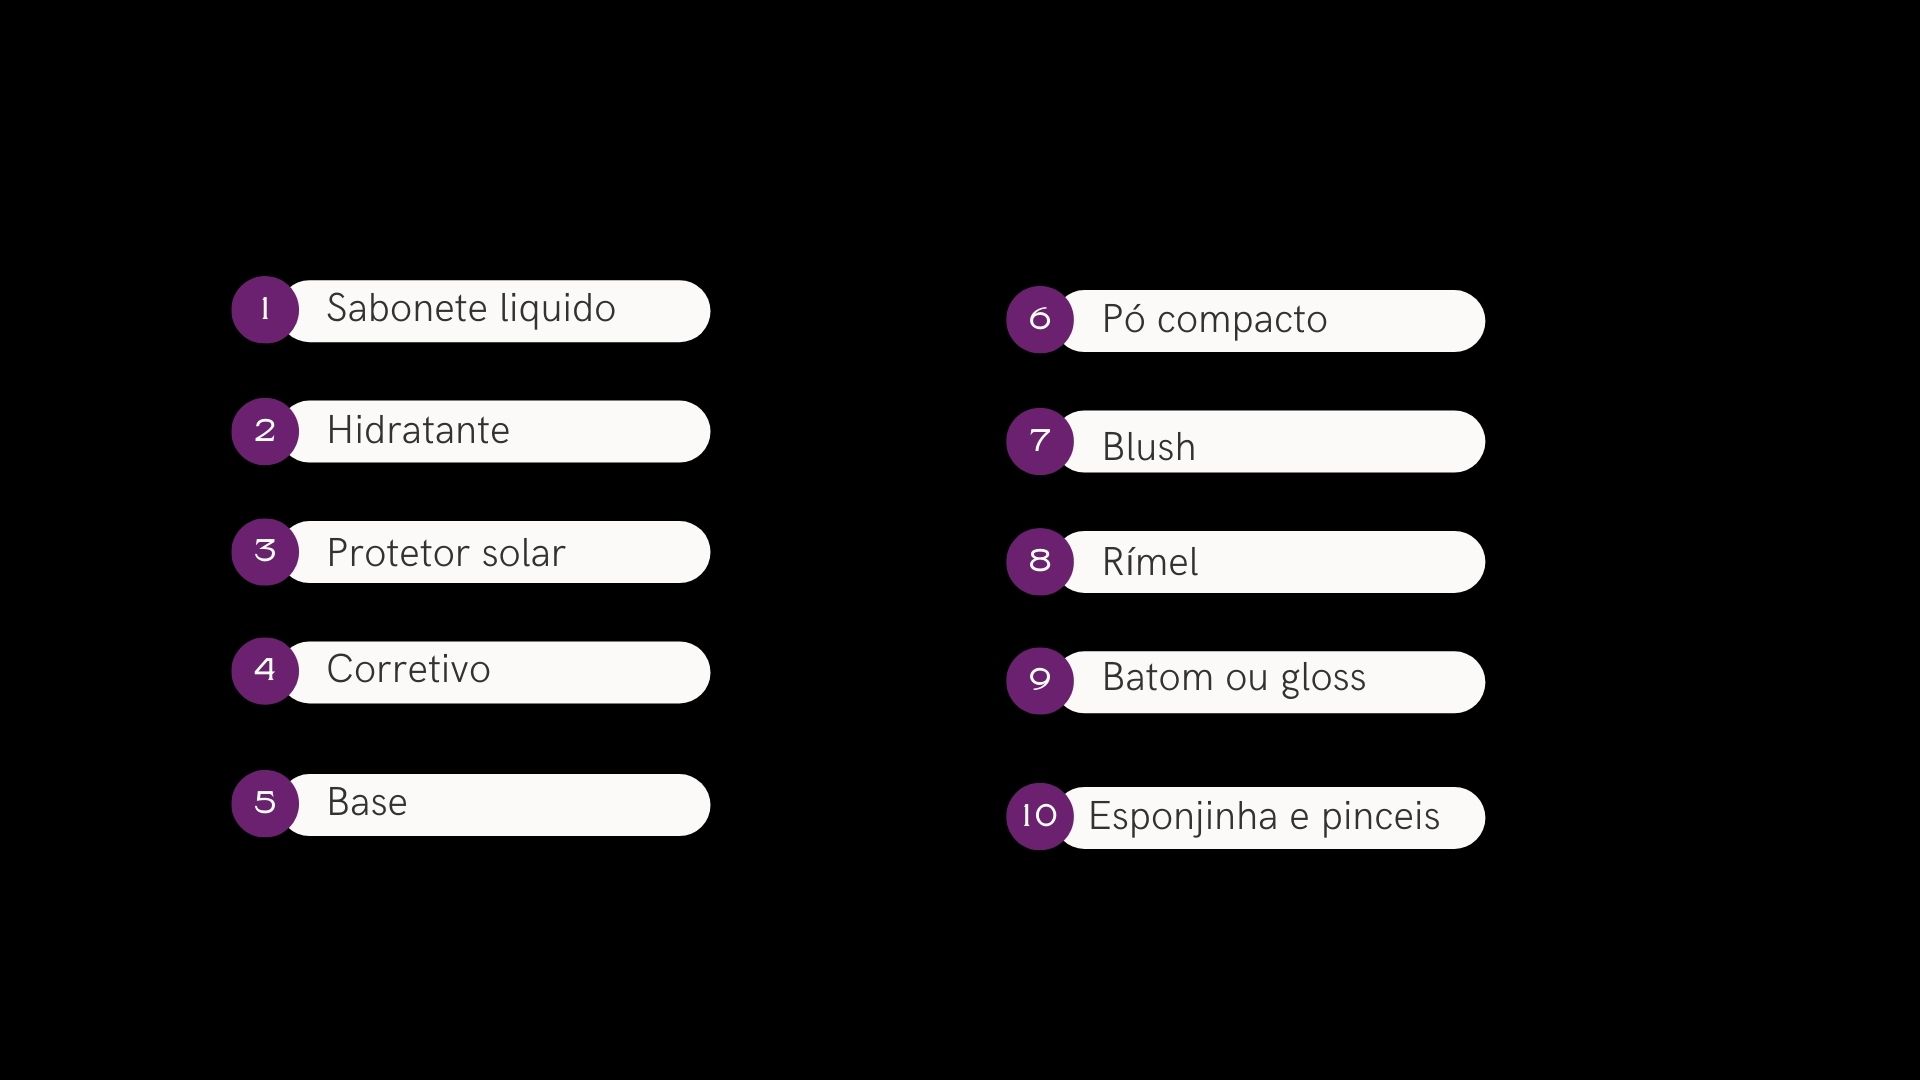 1 Sabonete liquido
2 Hidratante
3 Protetor solar
4 Corretivo
5 Base
6 Pó compacto
7 Blush
8 Rímel
9 Batom ou gloss
10 Esponjinha e pinceis